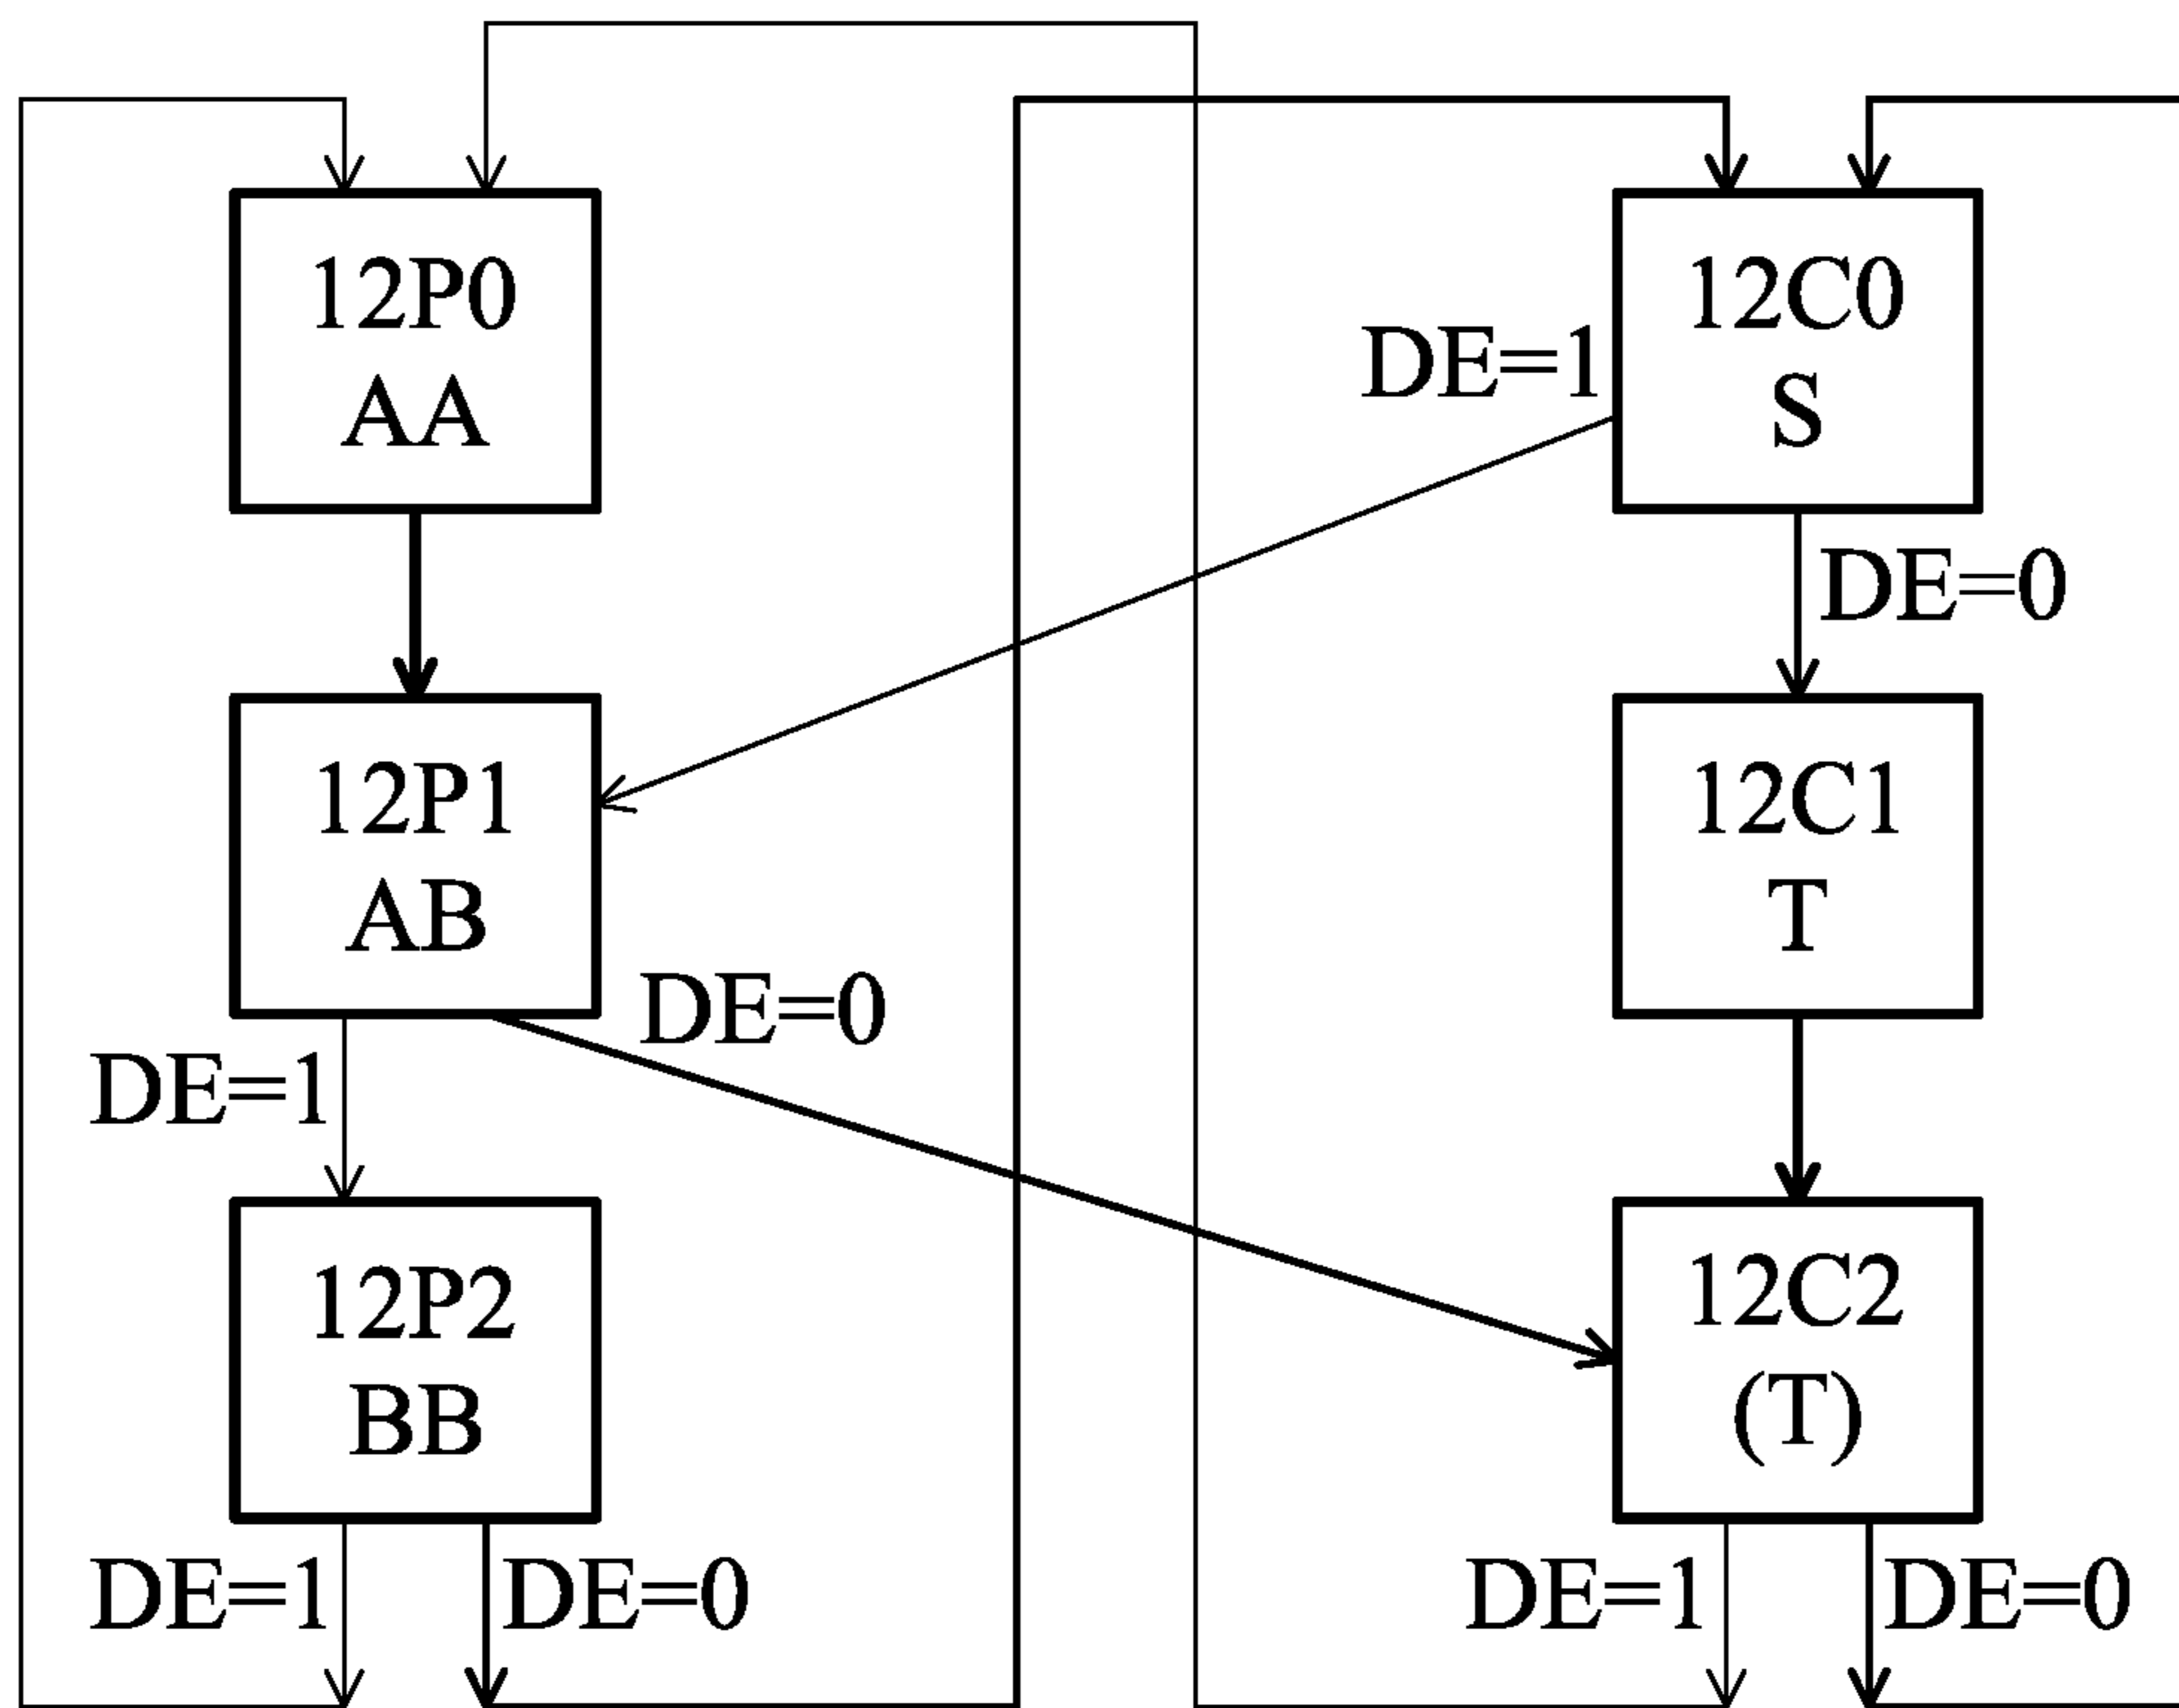 12P0
AA
12C0
S
DE=1
DE=0
12P1
AB
12C1
T
DE=0
DE=1
12P2
BB
12C2
(T)
DE=1
DE=0
DE=1
DE=0